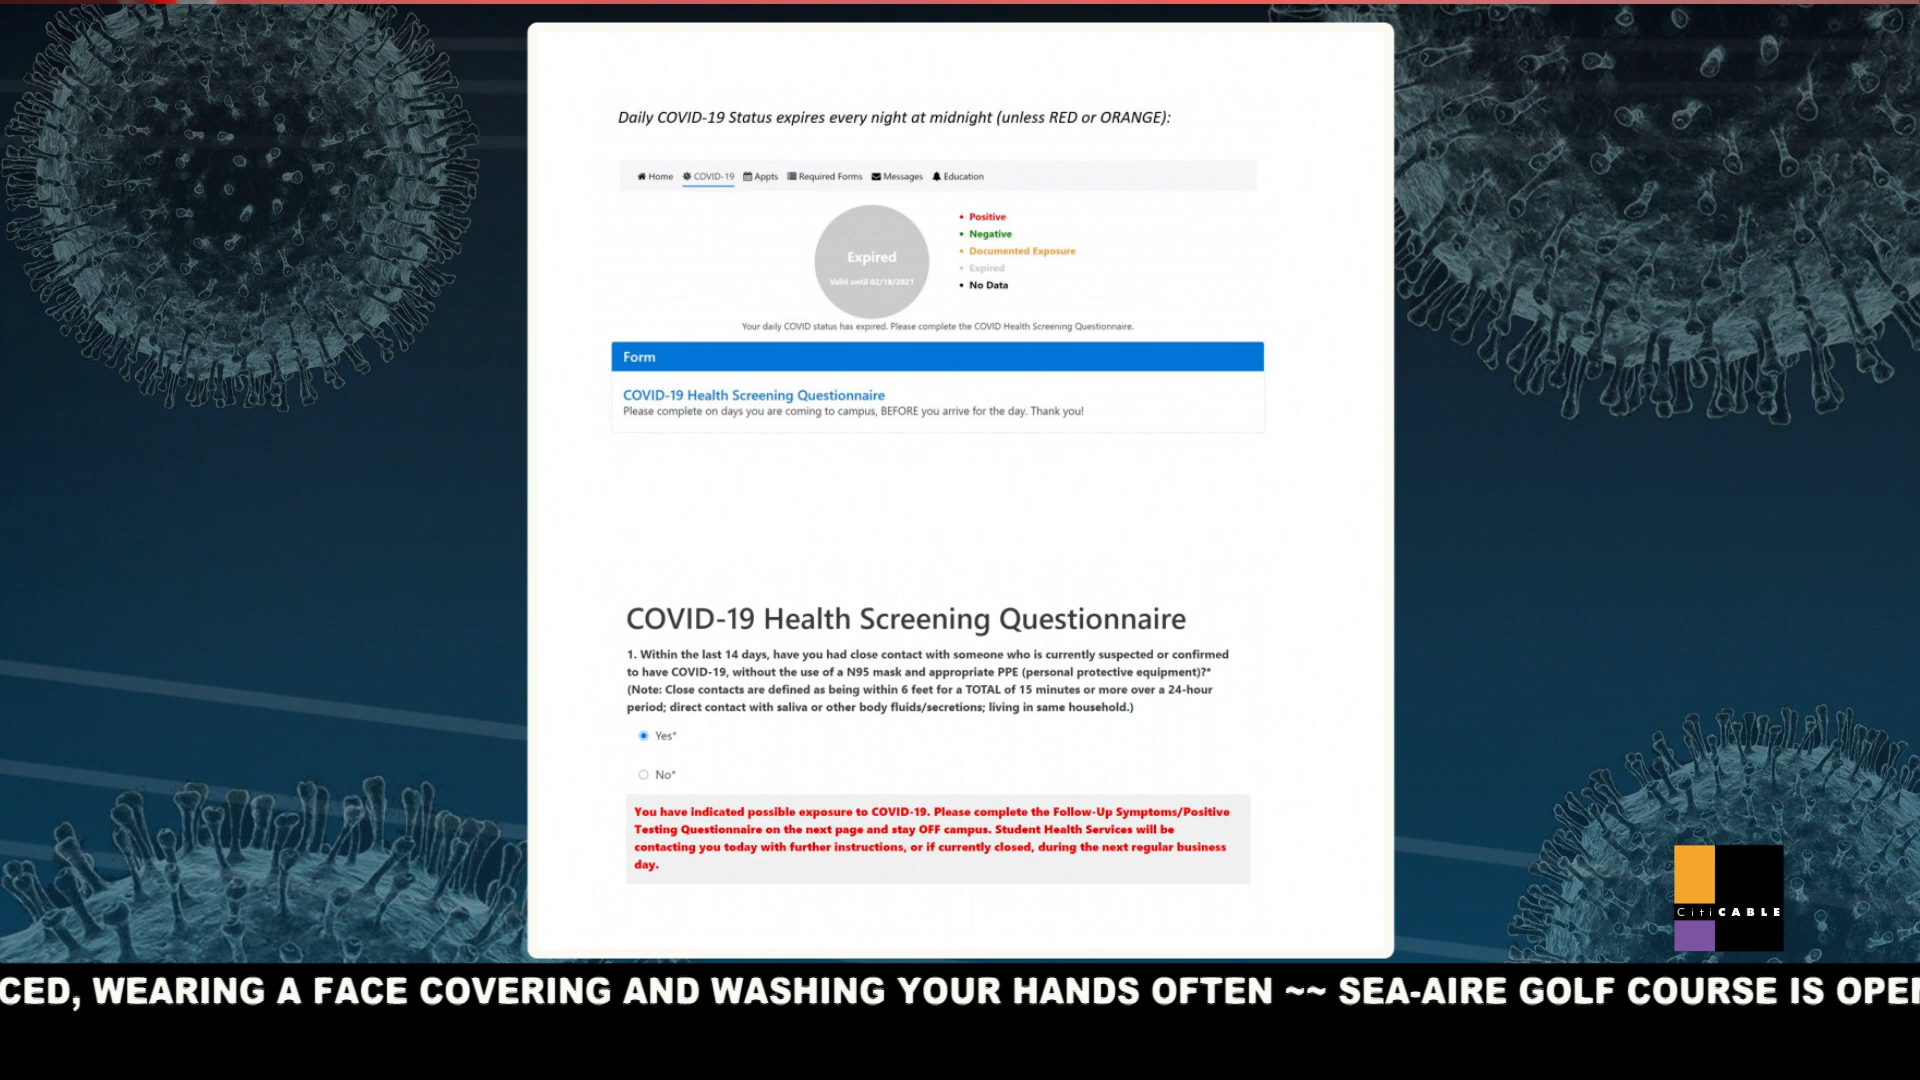 Daily COVID-19 Status expires every night at midnight (unless RED or ORANGE):
Home COVID-19 Appts Required Forms Messages Education
Expired
Valid until 02/19/2021
• Positive
• Negative
• Documented Exposure
• Expired
• No Data
Your daily COVID status has expired. Please complete the COVID Health Screening Questionnaire.
Form
COVID-19 Health Screening Questionnaire
Please complete on days you are coming to campus, BEFORE you arrive for the day. Thank you!
COVID-19 Health Screening Questionnaire
1. Within the last 14 days, have you had close contact with someone who is currently suspected or confirmed
to have COVID-19, without the use of a N95 mask and appropriate PPE (personal protective equipment)?*
(Note: Close contacts are defined as being within 6 feet for a TOTAL of 15 minutes or more over a 24-hour
period; direct contact with saliva or other body fluids/secretions; living in same household.)
Yes*
No*
You have indicated possible exposure to COVID-19. Please complete the Follow-Up Symptoms/Positive
Testing Questionnaire on the next page and stay OFF campus. Student Health Services will be
contacting you today with further instructions, or if currently closed, during the next regular business
day.
CitiCABLE
CED, WEARING A FACE COVERING AND WASHING YOUR HANDS OFTEN ~~ SEA-AIRE GOLF COURSE IS OPEN